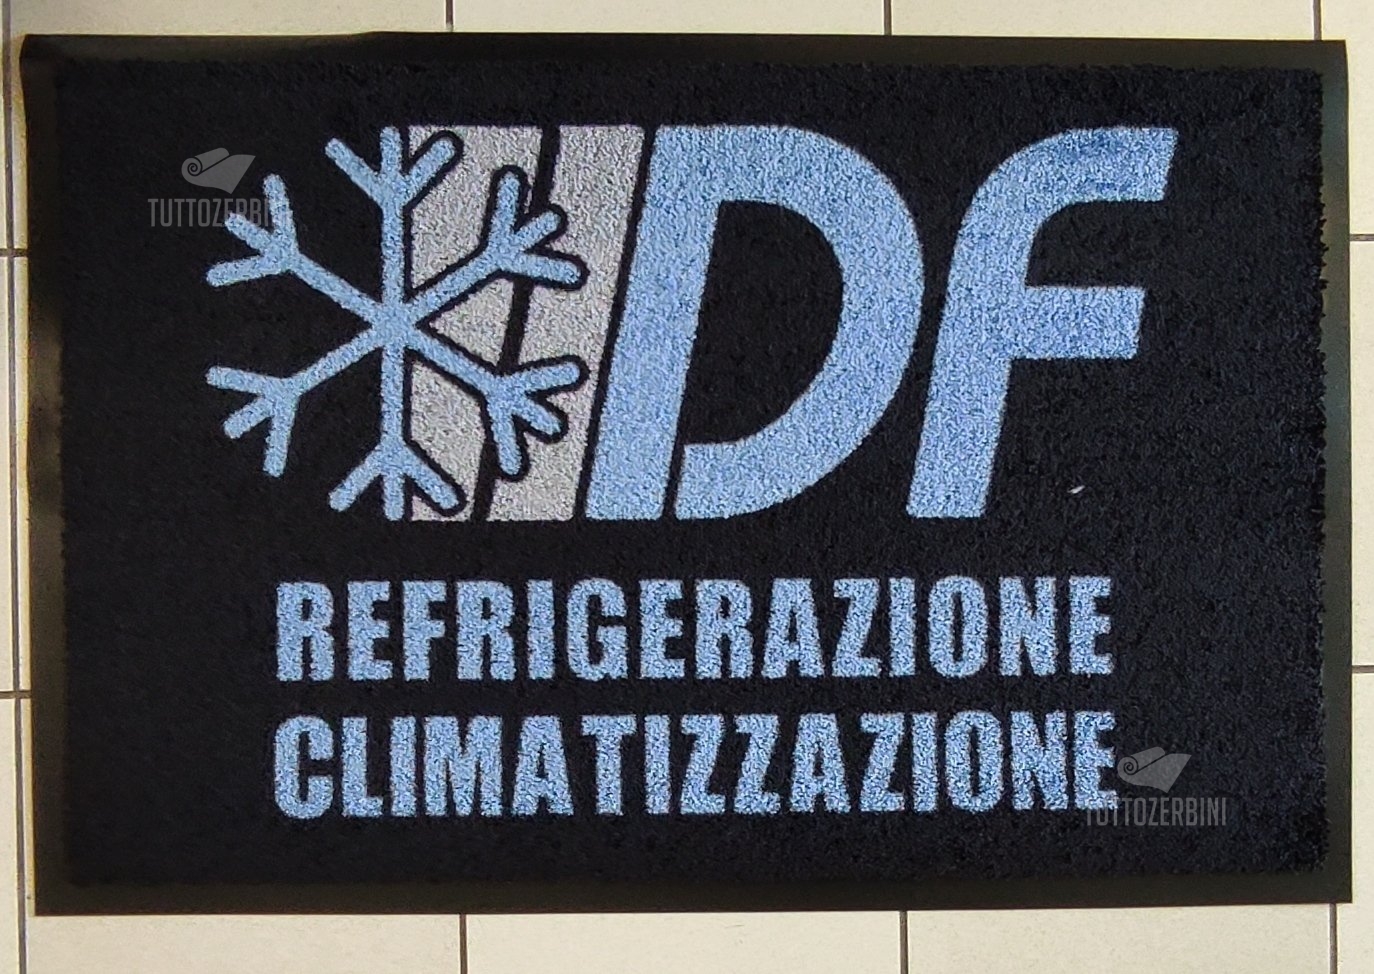 TUTTOZERBINI
DF
REFRIGERAZIONE
CLIMATIZZAZIONE
TUTTOZERBINI